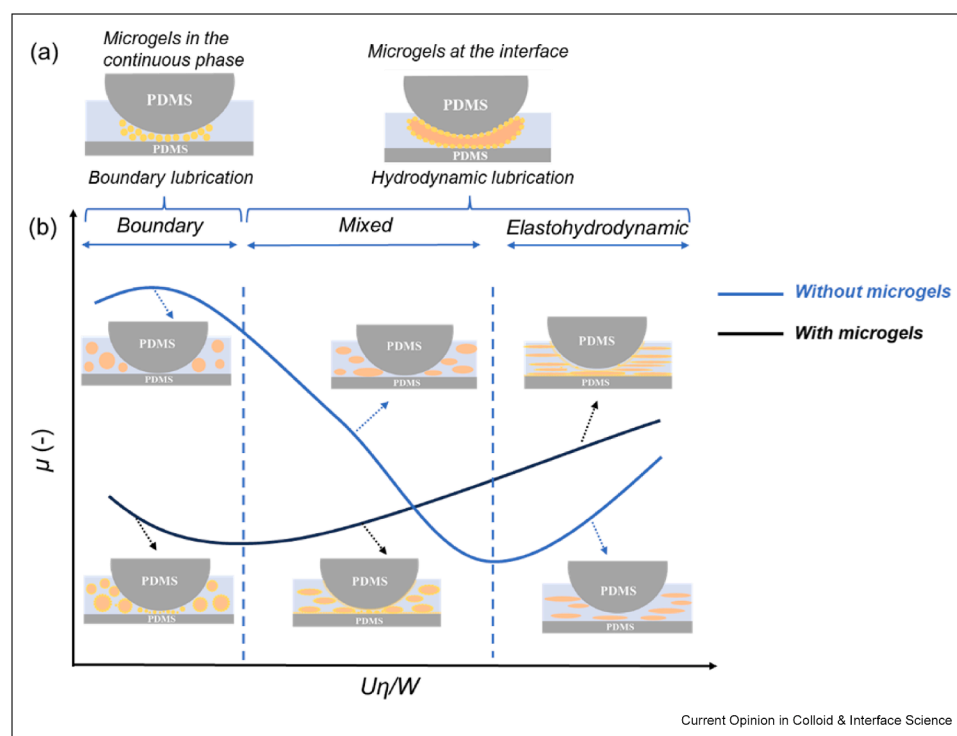 (a)
Microgels in the
continuous phase
Microgels at the interface
PDMS
PDMS
PDMS
PDMS
Boundary lubrication
Hydrodynamic lubrication
(b)
Boundary
Mixed
Elastohydrodynamic
Without microgels
With microgels
PDMS
PDMS
PDMS
PDMS
PDMS
PDMS
μ (-)
PDMS
PDMS
PDMS
PDMS
PDMS
PDMS
Uη/W
Current Opinion in Colloid & Interface Science